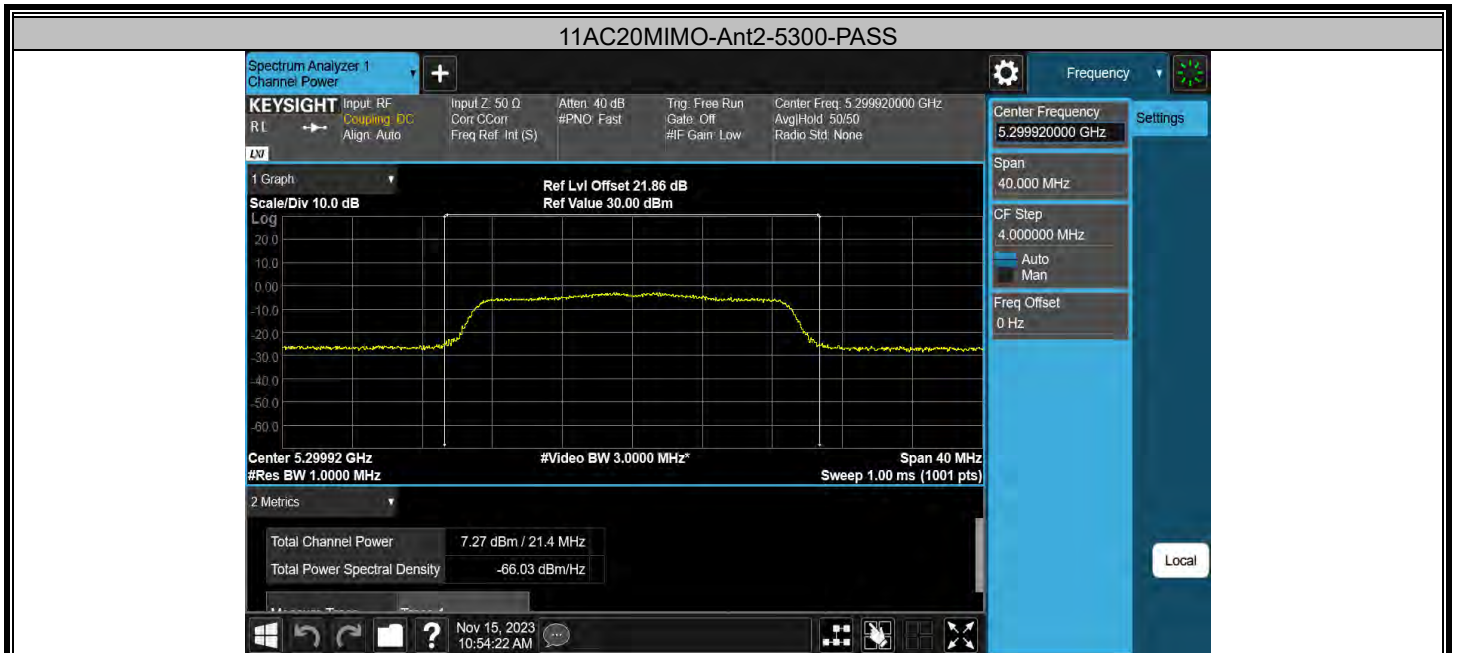 11AC20MIMO-Ant2-5300-PASS
Spectrum Analyzer 1
Channel Power
+
Frequency
KEYSIGHT
RL
LXI
Input: RF
Coupling: DC
Align: Auto
Input Z: 50 Ω
Corr CCorr
Freq Ref: Int (S)
Atten: 40 dB
#PNO: Fast
Trig: Free Run
Gate: Off
#IF Gain: Low
Center Freq: 5.299920000 GHz
Avg|Hold: 50/50
Radio Std: None
Center Frequency
5.299920000 GHz
Settings
Span
40.000 MHz
CF Step
4.000000 MHz
Auto
Man
Freq Offset
0 Hz
Local
1 Graph
Ref Lvl Offset 21.86 dB
Scale/Div 10.0 dB
Ref Value 30.00 dBm
Log
20.0
10.0
0.00
-10.0
-20.0
-30.0
-40.0
-50.0
-60.0
Center 5.29992 GHz
#Video BW 3.0000 MHz*
Span 40 MHz
#Res BW 1.0000 MHz
Sweep 1.00 ms (1001 pts)
2 Metrics
Total Channel Power
7.27 dBm / 21.4 MHz
Total Power Spectral Density
-66.03 dBm/Hz
?
Nov 15, 2023
10:54:22 AM